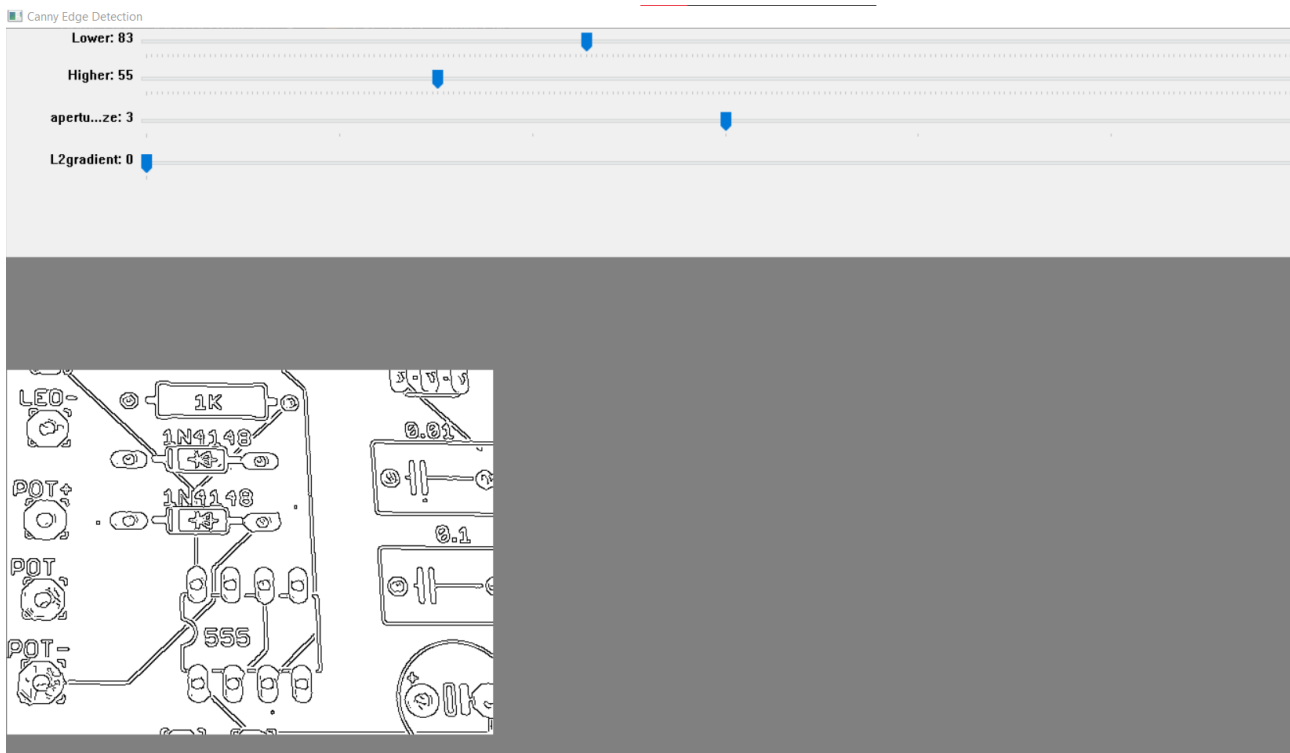 Canny Edge Detection
Lower: 83
Higher: 55
apertu...ze: 3
L2gradient: 0
LED-
1K
1N4148
0.01
POT+
1N4148
0.1
POT
555
POT-
+